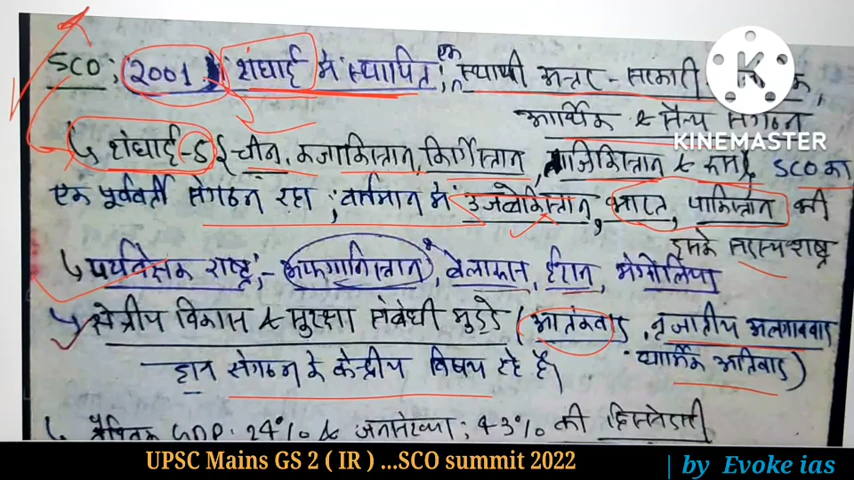 SCO; 2001 शंघाई में स्थापित; एक स्थायी अन्तर-सरकारी
आर्थिक & सैन्य संगठन
KINEMASTER
↳ शंघाई-5 { चीन, कजाकिस्तान, किर्गिस्तान, ताजिकिस्तान & रूस} SCO का
एक पूर्ववर्ती संगठन रहा; वर्तमान में उजबेकिस्तान, भारत, पाकिस्तान भी
इसके सदस्य राष्ट्र
↳ पर्यवेक्षक राष्ट्र;- अफगानिस्तान, बेलारूस, ईरान, मंगोलिया
↳ क्षेत्रीय विकास & सुरक्षा संबंधी मुद्दे (आतंकवाद, नृजातीय अलगाववाद
धार्मिक अतिवाद)
संगठन के केन्द्रीय विषय रहे हैं।
↳ वैश्विक GDP: 24% & जनसंख्या: 43% की हिस्सेदारी
UPSC Mains GS 2 ( IR ) ...SCO summit 2022
| by Evoke ias